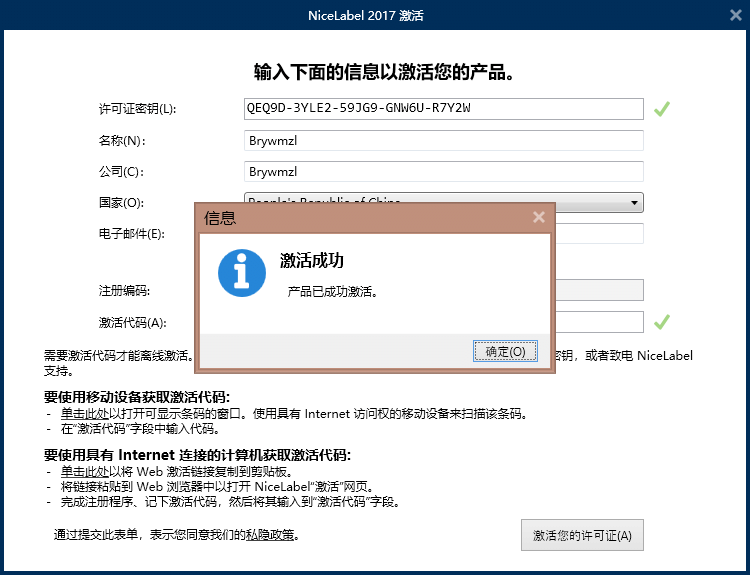 NiceLabel 2017 激活
输入下面的信息以激活您的产品。
许可证密钥(L):
QEQ9D-3YLE2-59JG9-GNW6U-R7Y2W
名称(N):
Brywmzl
公司(C):
Brywmzl
国家(O):
People's Republic of China
电子邮件(E):
信息
激活成功
产品已成功激活。
确定(O)
注册编码:
激活代码(A):
需要激活代码才能离线激活。
密钥，或者致电 NiceLabel
支持。
要使用移动设备获取激活代码:
- 单击此处以打开可显示条码的窗口。使用具有 Internet 访问权的移动设备来扫描该条码。
- 在“激活代码”字段中输入代码。
要使用具有 Internet 连接的计算机获取激活代码:
- 单击此处以将 Web 激活链接复制到剪贴板。
- 将链接粘贴到 Web 浏览器中以打开 NiceLabel“激活”网页。
- 完成注册程序、记下激活代码，然后将其输入到“激活代码”字段。
通过提交此表单，表示您同意我们的私隐政策。
激活您的许可证(A)